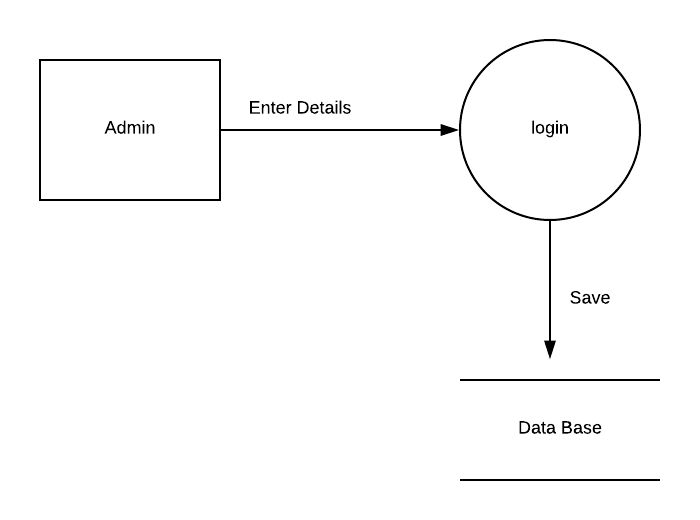 Enter Details
Admin
login
Save
Data Base